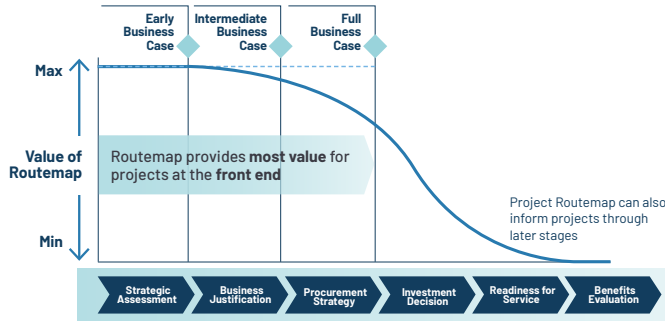 Early
Business
Case
Intermediate
Business
Case
Full
Business
Case
Max
Value of
Routemap
Min
Routemap provides most value for
projects at the front end
Project Routemap can also
inform projects through
later stages
Strategic
Assessment
Business
Justification
Procurement
Strategy
Investment
Decision
Readiness for
Service
Benefits
Evaluation